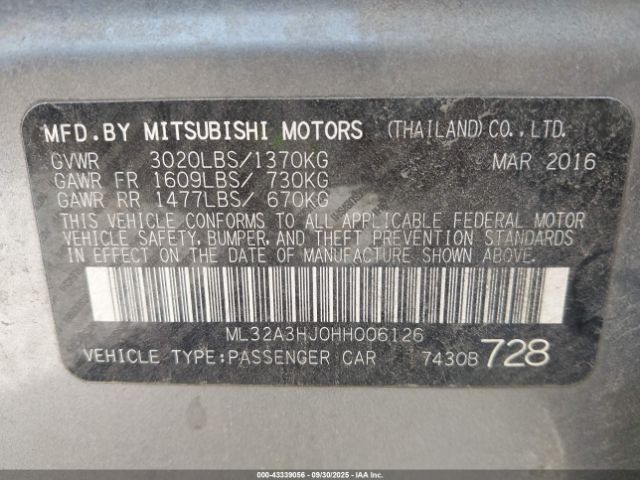 MFD.BY MITSUBISHI MOTORS (THAILAND)CO.,LTD.
GVWR 3020LBS/1370KG MAR 2016
GAWR FR 1609LBS/ 730KG
GAWR RR 1477LBS/ 670KG
THIS VEHICLE CONFORMS TO ALL APPLICABLE FEDERAL MOTOR
VEHICLE SAFETY, BUMPER, AND THEFT PREVENTION STANDARDS
IN EFFECT ON THE DATE OF MANUFACTURE SHOWN ABOVE.
ML32A3HJ0HH006126
VEHICLE TYPE:PASSENGER CAR 7430B 728
000-43339056 — 09/30/2025 — Copyright © 2025 IAA, LLC.